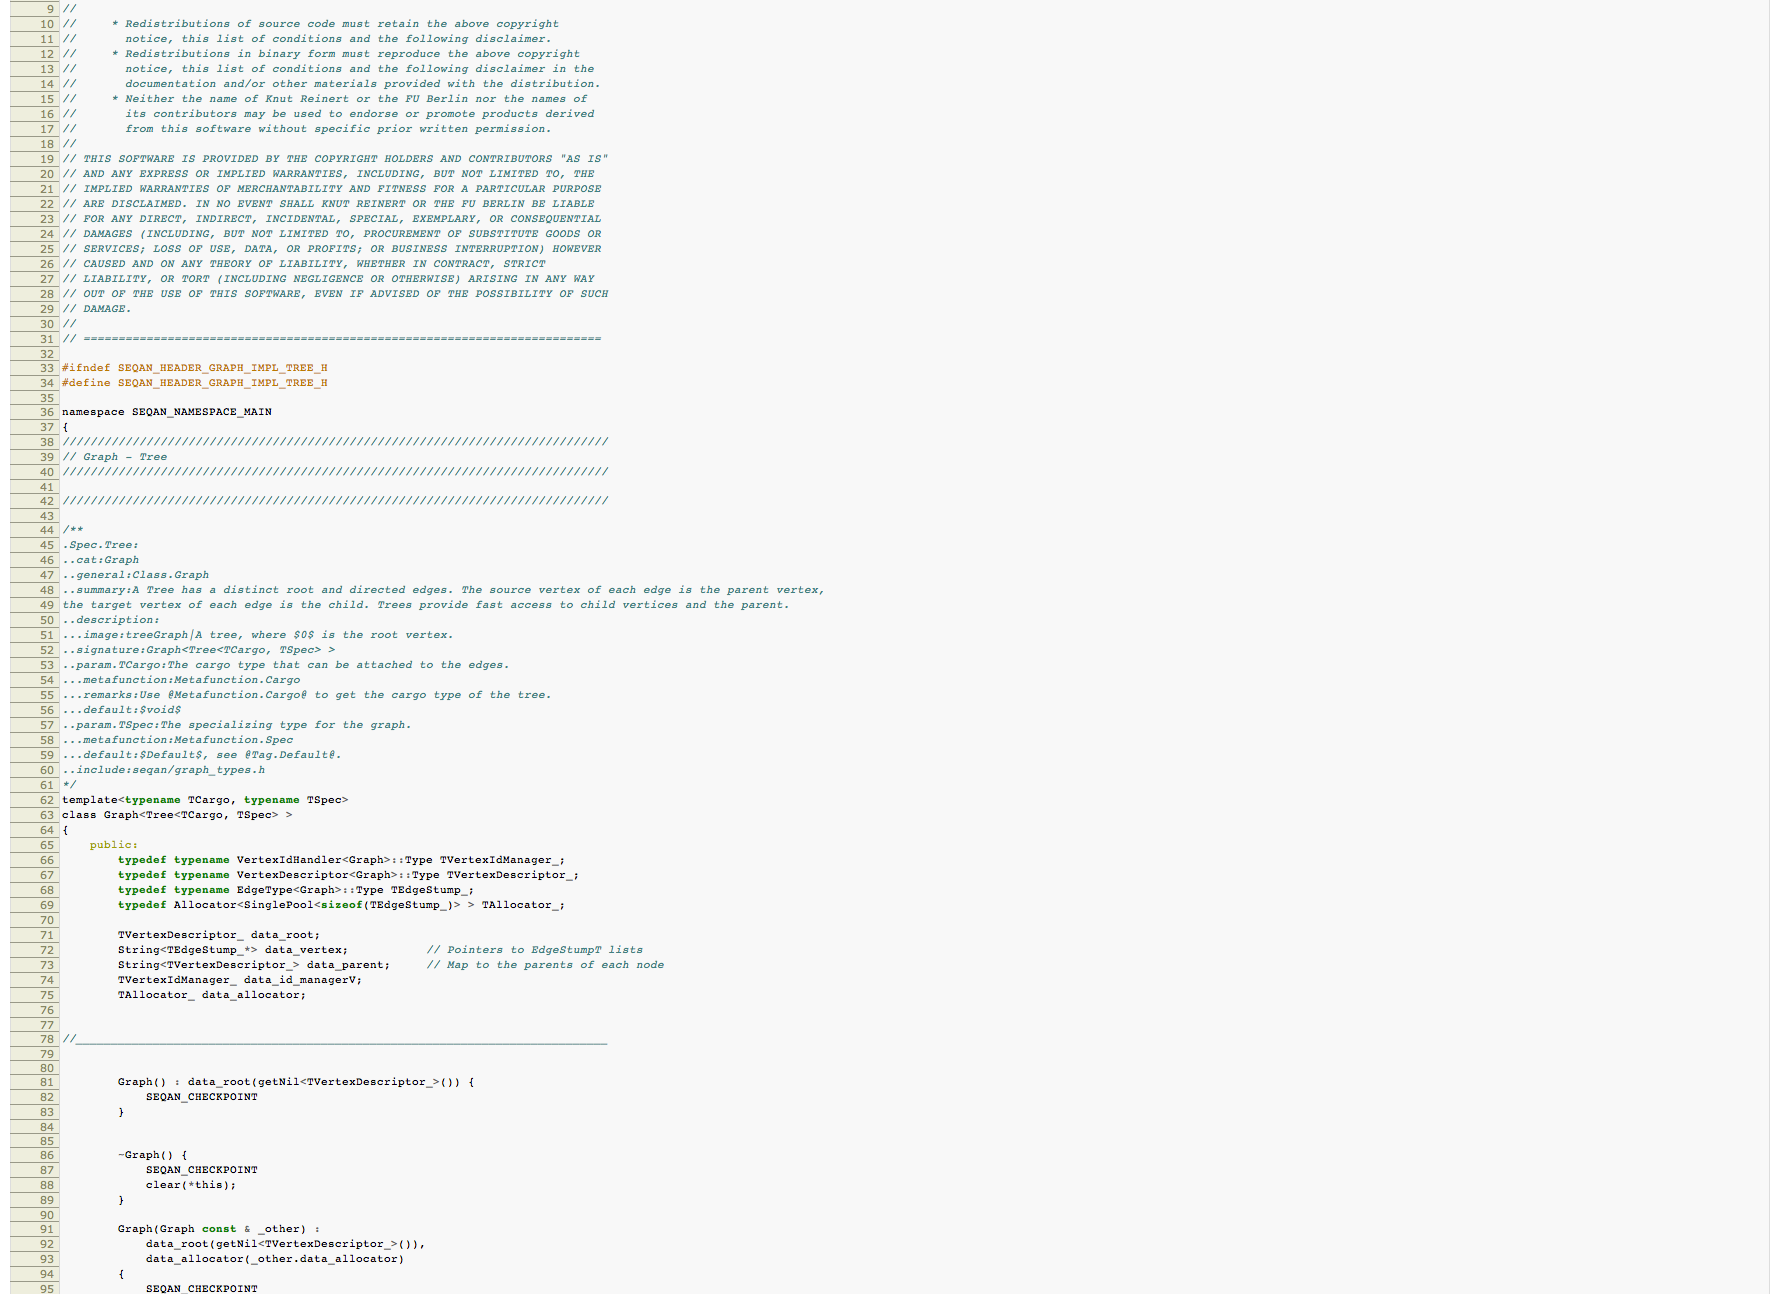 9 //
10 //     * Redistributions of source code must retain the above copyright
11 //       notice, this list of conditions and the following disclaimer.
12 //     * Redistributions in binary form must reproduce the above copyright
13 //       notice, this list of conditions and the following disclaimer in the
14 //       documentation and/or other materials provided with the distribution.
15 //     * Neither the name of Knut Reinert or the FU Berlin nor the names of
16 //       its contributors may be used to endorse or promote products derived
17 //       from this software without specific prior written permission.
18 //
19 // THIS SOFTWARE IS PROVIDED BY THE COPYRIGHT HOLDERS AND CONTRIBUTORS "AS IS"
20 // AND ANY EXPRESS OR IMPLIED WARRANTIES, INCLUDING, BUT NOT LIMITED TO, THE
21 // IMPLIED WARRANTIES OF MERCHANTABILITY AND FITNESS FOR A PARTICULAR PURPOSE
22 // ARE DISCLAIMED. IN NO EVENT SHALL KNUT REINERT OR THE FU BERLIN BE LIABLE
23 // FOR ANY DIRECT, INDIRECT, INCIDENTAL, SPECIAL, EXEMPLARY, OR CONSEQUENTIAL
24 // DAMAGES (INCLUDING, BUT NOT LIMITED TO, PROCUREMENT OF SUBSTITUTE GOODS OR
25 // SERVICES; LOSS OF USE, DATA, OR PROFITS; OR BUSINESS INTERRUPTION) HOWEVER
26 // CAUSED AND ON ANY THEORY OF LIABILITY, WHETHER IN CONTRACT, STRICT
27 // LIABILITY, OR TORT (INCLUDING NEGLIGENCE OR OTHERWISE) ARISING IN ANY WAY
28 // OUT OF THE USE OF THIS SOFTWARE, EVEN IF ADVISED OF THE POSSIBILITY OF SUCH
29 // DAMAGE.
30 //
31 // ==========================================================================
32
33 #ifndef SEQAN_HEADER_GRAPH_IMPL_TREE_H
34 #define SEQAN_HEADER_GRAPH_IMPL_TREE_H
35
36 namespace SEQAN_NAMESPACE_MAIN
37 {
38 //////////////////////////////////////////////////////////////////////////////
39 // Graph - Tree
40 //////////////////////////////////////////////////////////////////////////////
41
42 //////////////////////////////////////////////////////////////////////////////
43
44 /**
45 .Spec.Tree:
46 ..cat:Graph
47 ..general:Class.Graph
48 ..summary:A Tree has a distinct root and directed edges. The source vertex of each edge is the parent vertex,
49 the target vertex of each edge is the child. Trees provide fast access to child vertices and the parent.
50 ..description:
51 ...image:treeGraph|A tree, where $0$ is the root vertex.
52 ..signature:Graph<Tree<TCargo, TSpec> >
53 ..param.TCargo:The cargo type that can be attached to the edges.
54 ...metafunction:Metafunction.Cargo
55 ...remarks:Use @Metafunction.Cargo@ to get the cargo type of the tree.
56 ...default:$void$
57 ..param.TSpec:The specializing type for the graph.
58 ...metafunction:Metafunction.Spec
59 ...default:$Default$, see @Tag.Default@.
60 ..include:seqan/graph_types.h
61 */
62 template<typename TCargo, typename TSpec>
63 class Graph<Tree<TCargo, TSpec> >
64 {
65     public:
66         typedef typename VertexIdHandler<Graph>::Type TVertexIdManager_;
67         typedef typename VertexDescriptor<Graph>::Type TVertexDescriptor_;
68         typedef typename EdgeType<Graph>::Type TEdgeStump_;
69         typedef Allocator<SinglePool<sizeof(TEdgeStump_)> > TAllocator_;
70
71         TVertexDescriptor_ data_root;
72         String<TEdgeStump_*> data_vertex;           // Pointers to EdgeStumpT lists
73         String<TVertexDescriptor_> data_parent;     // Map to the parents of each node
74         TVertexIdManager_ data_id_managerV;
75         TAllocator_ data_allocator;
76
77
78 //____________________________________________________________________________
79
80
81         Graph() : data_root(getNil<TVertexDescriptor_>()) {
82             SEQAN_CHECKPOINT
83         }
84
85
86         ~Graph() {
87             SEQAN_CHECKPOINT
88             clear(*this);
89         }
90
91         Graph(Graph const & _other) :
92             data_root(getNil<TVertexDescriptor_>()),
93             data_allocator(_other.data_allocator)
94         {
95             SEQAN_CHECKPOINT